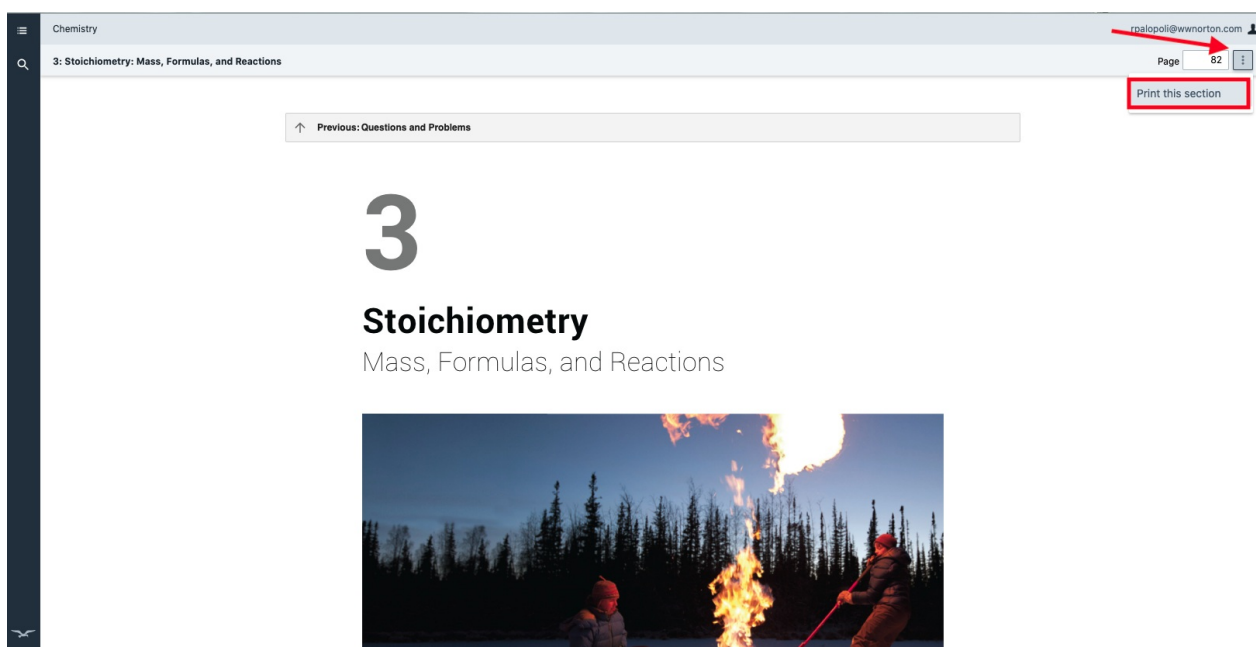 Chemistry
rpalopoli@wwnorton.com
3: Stoichiometry: Mass, Formulas, and Reactions
Page 82
Print this section
Previous: Questions and Problems
3
Stoichiometry
Mass, Formulas, and Reactions